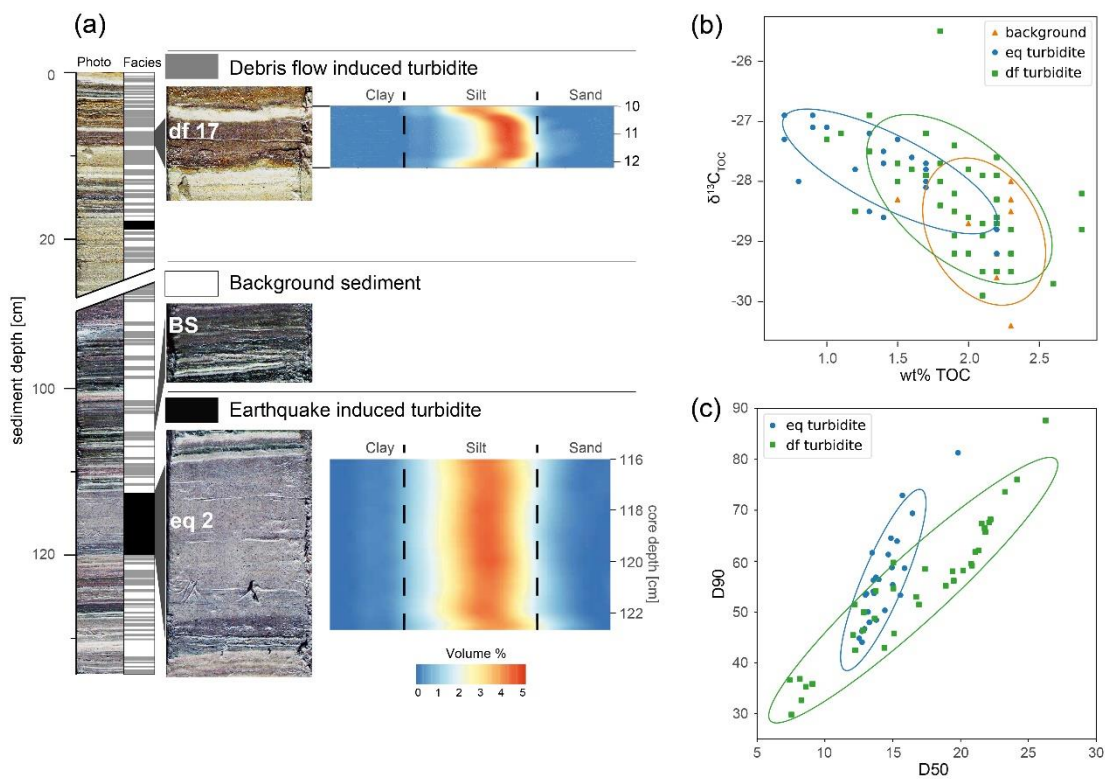 (a)
Photo Facies
0
20
100
120
sediment depth [cm]
Debris flow induced turbidite
df 17
Clay Silt Sand
10
11
12
Background sediment
BS
Earthquake induced turbidite
eq 2
Clay Silt Sand
116
118
120
122
core depth [cm]
Volume %
0 1 2 3 4 5
(b)
background
eq turbidite
df turbidite
-26
-27
-28
-29
-30
δ¹³C_TOC
1.0 1.5 2.0 2.5
wt% TOC
(c)
eq turbidite
df turbidite
90
80
70
60
50
40
30
D90
5 10 15 20 25 30
D50